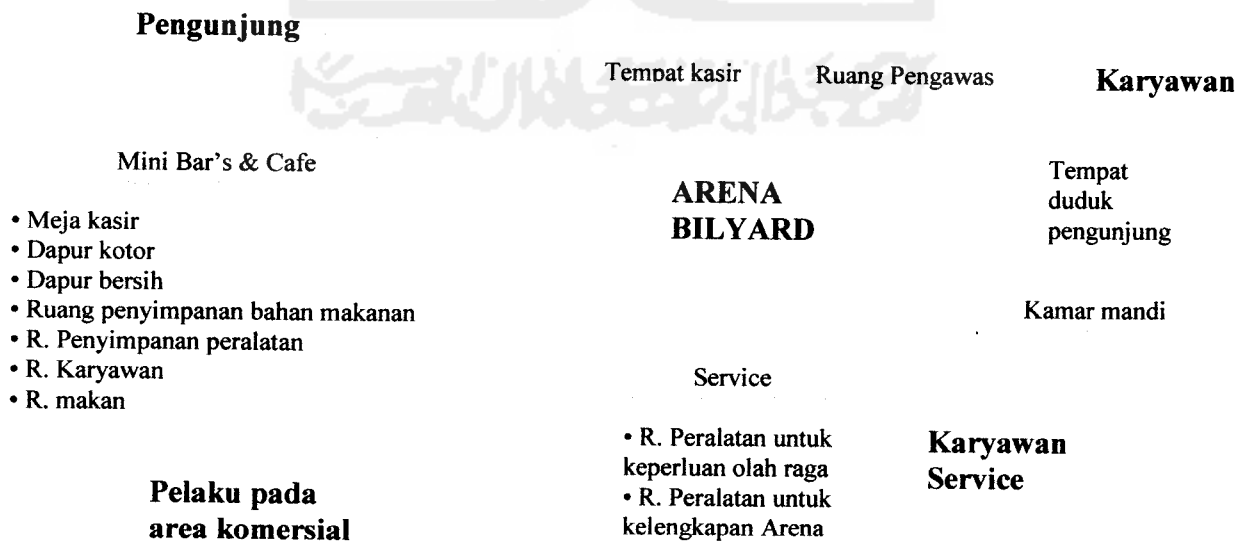 Pengunjung
Tempat kasir
Ruang Pengawas
Karyawan
Mini Bar's & Cafe
• Meja kasir
• Dapur kotor
• Dapur bersih
• Ruang penyimpanan bahan makanan
• R. Penyimpanan peralatan
• R. Karyawan
• R. makan
ARENA
BILYARD
Tempat
duduk
pengunjung
Kamar mandi
Service
• R. Peralatan untuk
keperluan olah raga
• R. Peralatan untuk
kelengkapan Arena
Karyawan
Service
Pelaku pada
area komersial